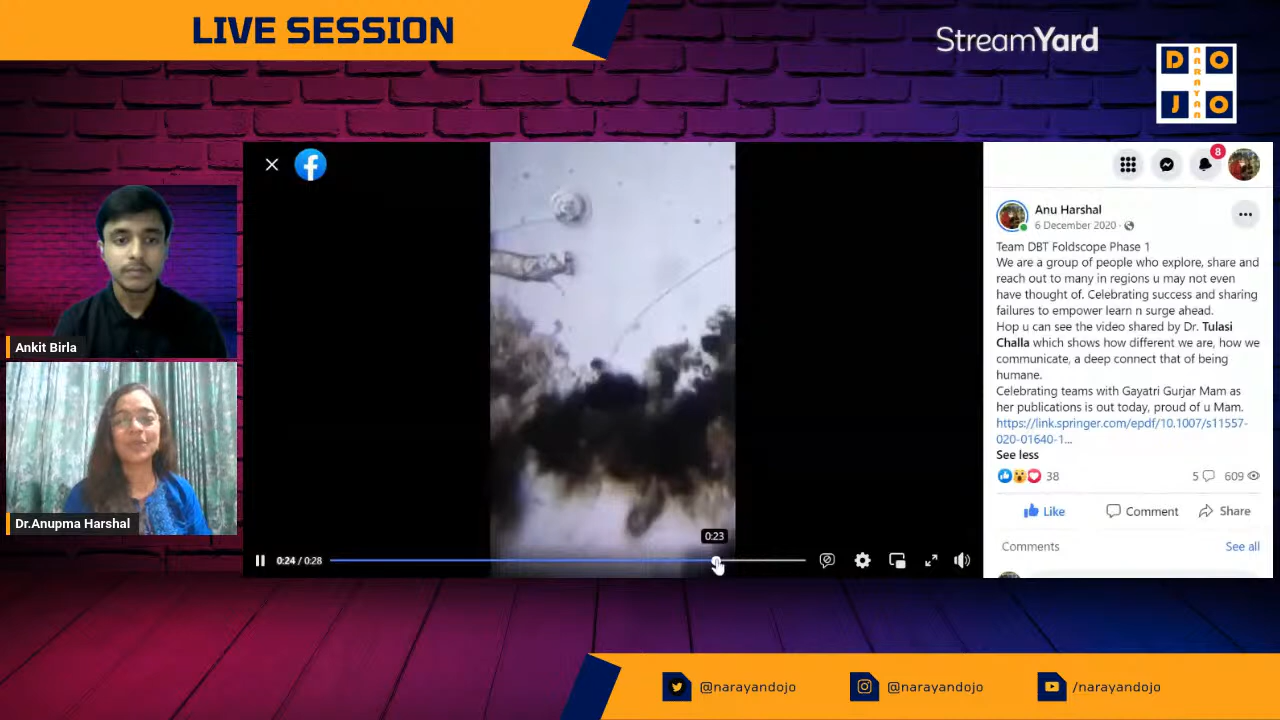 LIVE SESSION
StreamYard
DOJO
NARAYAN
Ankit Birla
Dr.Anupma Harshal
0:23
0:24 / 0:28
8
Anu Harshal
6 December 2020 ·
Team DBT Foldscope Phase 1
We are a group of people who explore, share and
reach out to many in regions u may not even
have thought of. Celebrating success and sharing
failures to empower learn n surge ahead.
Hop u can see the video shared by Dr. Tulasi
Challa which shows how different we are, how we
communicate, a deep connect that of being
humane.
Celebrating teams with Gayatri Gurjar Mam as
her publications is out today, proud of u Mam.
https://link.springer.com/epdf/10.1007/s11557-
020-01640-1...
See less
38 5 609
Like Comment Share
Comments See all
@narayandojo @narayandojo /narayandojo